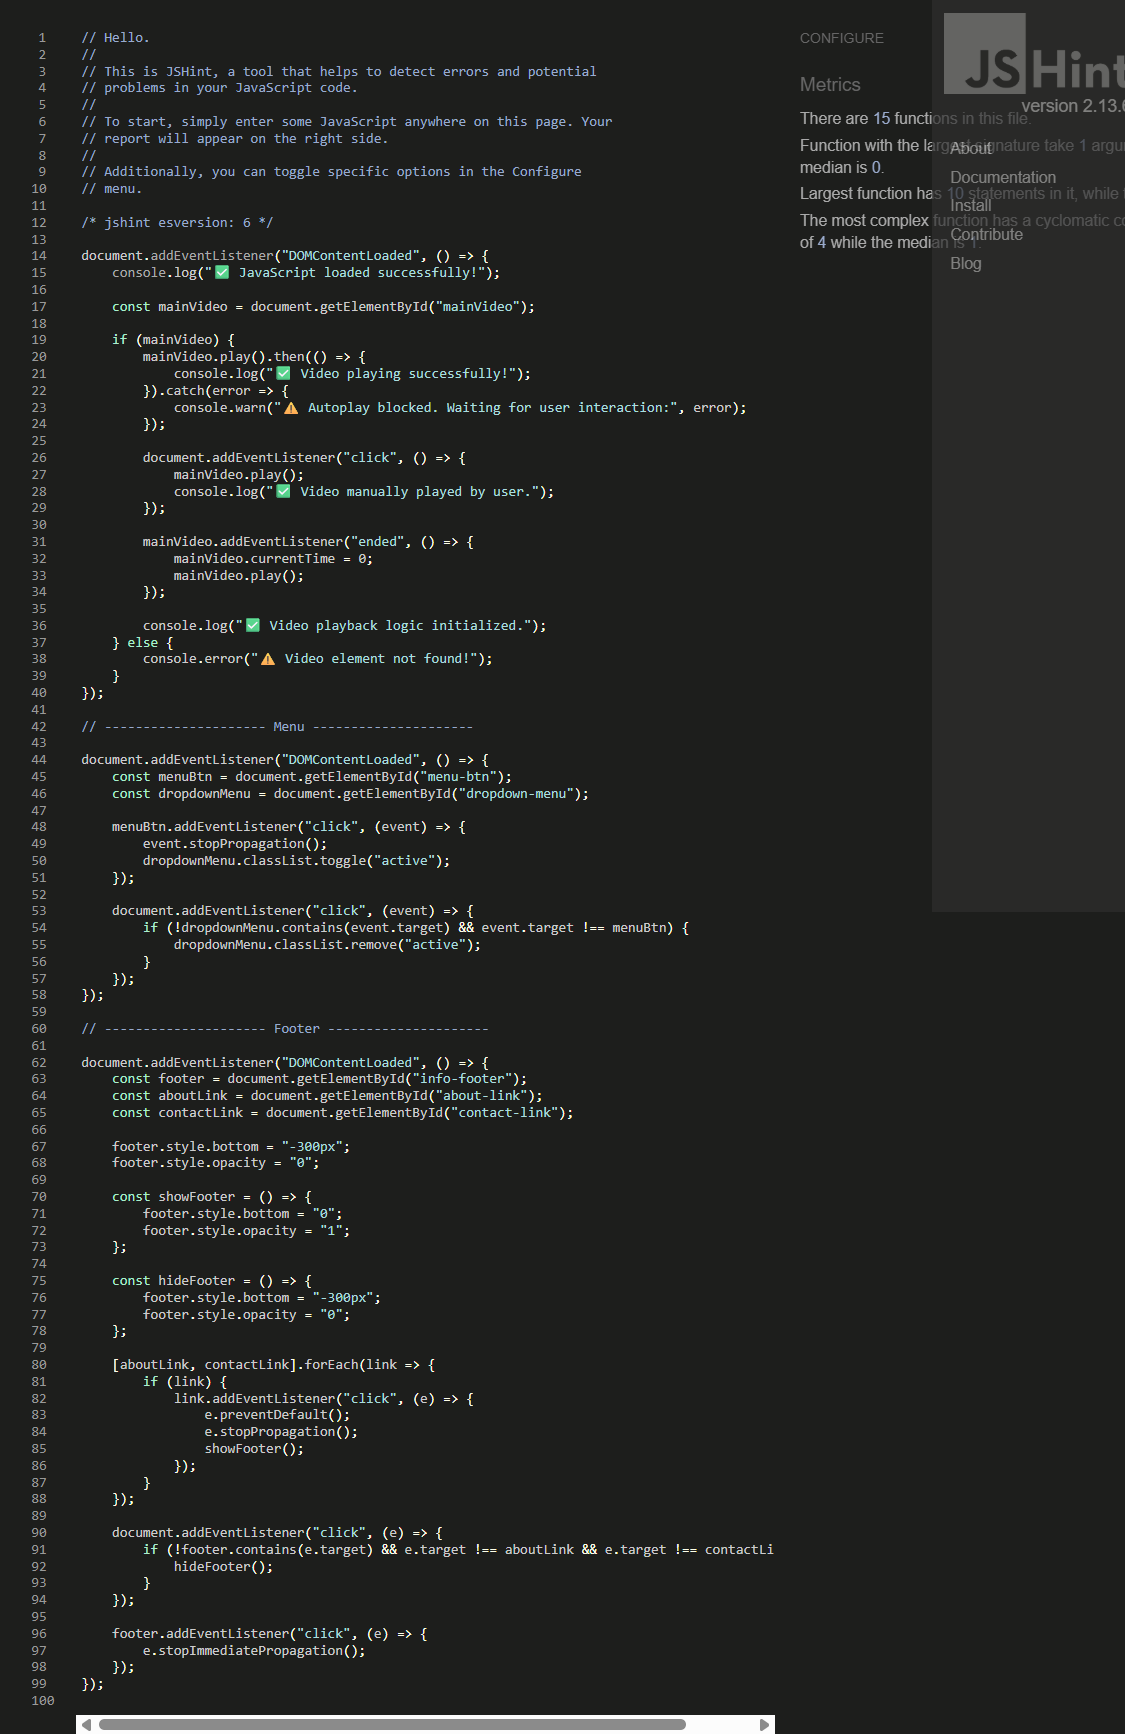 1 // Hello.
2 //
3 // This is JSHint, a tool that helps to detect errors and potential
4 // problems in your JavaScript code.
5 //
6 // To start, simply enter some JavaScript anywhere on this page. Your
7 // report will appear on the right side.
8 //
9 // Additionally, you can toggle specific options in the Configure
10 // menu.
11
12 /* jshint esversion: 6 */
13
14 document.addEventListener("DOMContentLoaded", () => {
15     console.log("✅ JavaScript loaded successfully!");
16
17     const mainVideo = document.getElementById("mainVideo");
18
19     if (mainVideo) {
20         mainVideo.play().then(() => {
21             console.log("✅ Video playing successfully!");
22         }).catch(error => {
23             console.warn("⚠️ Autoplay blocked. Waiting for user interaction:", error);
24         });
25
26         document.addEventListener("click", () => {
27             mainVideo.play();
28             console.log("✅ Video manually played by user.");
29         });
30
31         mainVideo.addEventListener("ended", () => {
32             mainVideo.currentTime = 0;
33             mainVideo.play();
34         });
35
36         console.log("✅ Video playback logic initialized.");
37     } else {
38         console.error("⚠️ Video element not found!");
39     }
40 });
41
42 // --------------------- Menu ---------------------
43
44 document.addEventListener("DOMContentLoaded", () => {
45     const menuBtn = document.getElementById("menu-btn");
46     const dropdownMenu = document.getElementById("dropdown-menu");
47
48     menuBtn.addEventListener("click", (event) => {
49         event.stopPropagation();
50         dropdownMenu.classList.toggle("active");
51     });
52
53     document.addEventListener("click", (event) => {
54         if (!dropdownMenu.contains(event.target) && event.target !== menuBtn) {
55             dropdownMenu.classList.remove("active");
56         }
57     });
58 });
59
60 // --------------------- Footer ---------------------
61
62 document.addEventListener("DOMContentLoaded", () => {
63     const footer = document.getElementById("info-footer");
64     const aboutLink = document.getElementById("about-link");
65     const contactLink = document.getElementById("contact-link");
66
67     footer.style.bottom = "-300px";
68     footer.style.opacity = "0";
69
70     const showFooter = () => {
71         footer.style.bottom = "0";
72         footer.style.opacity = "1";
73     };
74
75     const hideFooter = () => {
76         footer.style.bottom = "-300px";
77         footer.style.opacity = "0";
78     };
79
80     [aboutLink, contactLink].forEach(link => {
81         if (link) {
82             link.addEventListener("click", (e) => {
83                 e.preventDefault();
84                 e.stopPropagation();
85                 showFooter();
86             });
87         }
88     });
89
90     document.addEventListener("click", (e) => {
91         if (!footer.contains(e.target) && e.target !== aboutLink && e.target !== contactLi
92             hideFooter();
93         }
94     });
95
96     footer.addEventListener("click", (e) => {
97         e.stopImmediatePropagation();
98     });
99 });
100
CONFIGURE
Metrics
There are 15 functions in this file.
Function with the largest signature take 1 argu
median is 0.
Largest function has 10 statements in it, while
The most complex function has a cyclomatic co
of 4 while the median is 1.
JSHint
version 2.13.6
About
Documentation
Install
Contribute
Blog